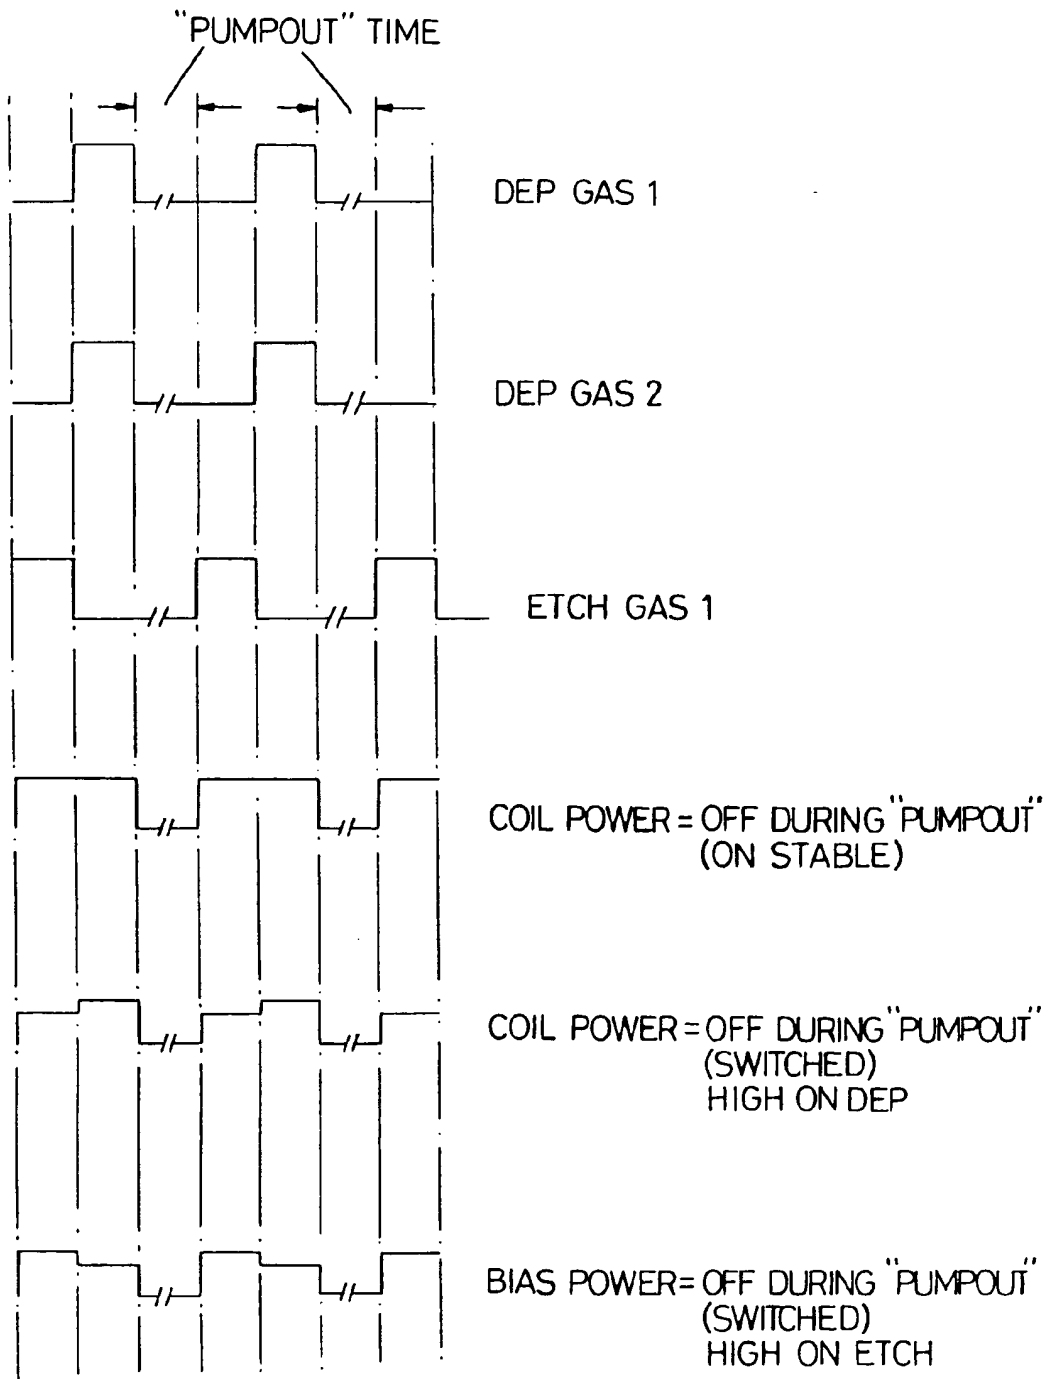 "PUMPOUT" TIME
DEP GAS 1
DEP GAS 2
ETCH GAS 1
COIL POWER = OFF DURING "PUMPOUT"
(ON STABLE)
COIL POWER = OFF DURING "PUMPOUT"
(SWITCHED)
HIGH ON DEP
BIAS POWER = OFF DURING "PUMPOUT"
(SWITCHED)
HIGH ON ETCH